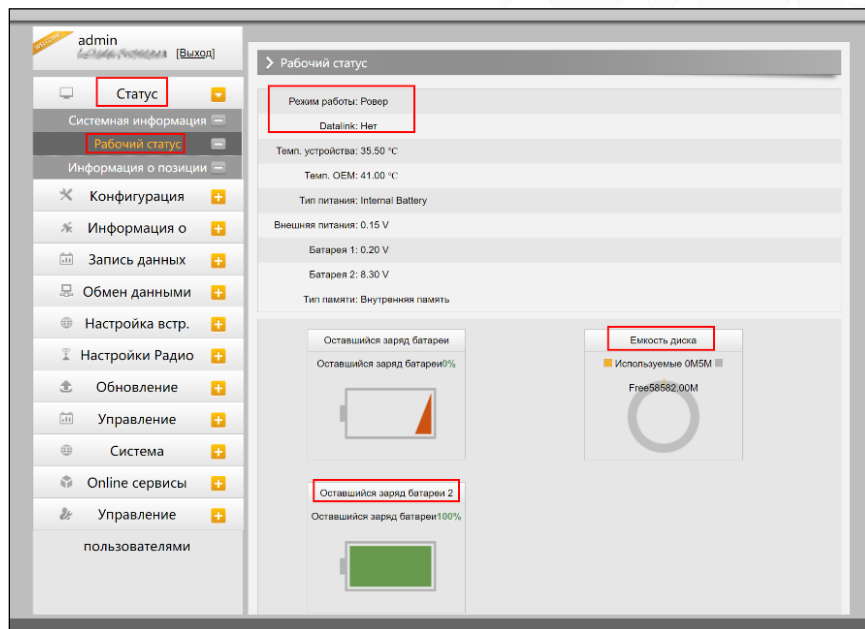 WELCOME
admin
[Выход]
Статус
Системная информация
Рабочий статус
Информация о позиции
Конфигурация
Информация о
Запись данных
Обмен данными
Настройка встр.
Настройки Радио
Обновление
Управление
Система
Online сервисы
Управление
пользователями
Рабочий статус
Режим работы: Ровер
Datalink: Нет
Темп. устройства: 35.50 °C
Темп. OEM: 41.00 °C
Тип питания: Internal Battery
Внешняя питания: 0.15 V
Батарея 1: 0.20 V
Батарея 2: 8.30 V
Тип памяти: Внутренняя память
Оставшийся заряд батареи
Оставшийся заряд батареи0%
Емкость диска
Используемые 0M5M
Free58582.00M
Оставшийся заряд батареи 2
Оставшийся заряд батареи100%